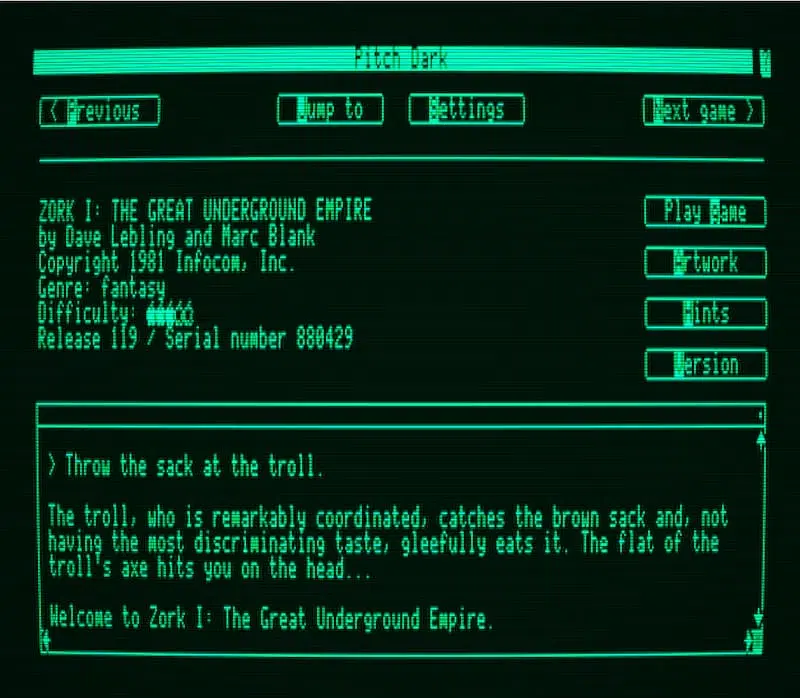 Pitch Dark
< Previous
Jump to
Settings
Next game >
ZORK I: THE GREAT UNDERGROUND EMPIRE
by Dave Lebling and Marc Blank
Copyright 1981 Infocom, Inc.
Genre: fantasy
Difficulty:
Release 119 / Serial number 880429
Play Game
Artwork
Hints
Version
> Throw the sack at the troll.
The troll, who is remarkably coordinated, catches the brown sack and, not
having the most discriminating taste, gleefully eats it. The flat of the
troll's axe hits you on the head...
Welcome to Zork I: The Great Underground Empire.